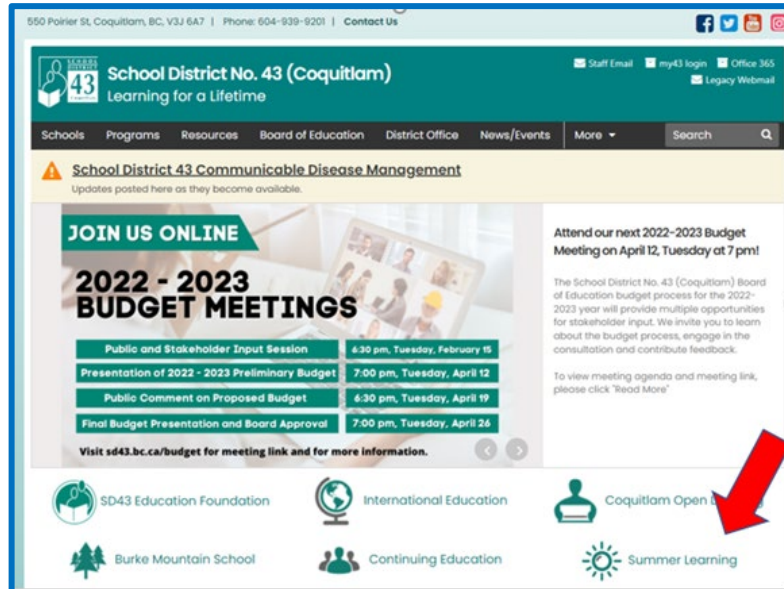 550 Poirier St, Coquitlam, BC, V3J 6A7 | Phone: 604-939-9201 | Contact Us
SCHOOL DISTRICT
43
School District No. 43 (Coquitlam)
Learning for a Lifetime
Staff Email my43 login Office 365
Legacy Webmail
Schools Programs Resources Board of Education District Office News/Events More Search
School District 43 Communicable Disease Management
Updates posted here as they become available.
JOIN US ONLINE
2022 - 2023
BUDGET MEETINGS
Public and Stakeholder Input Session 6:30 pm, Tuesday, February 15
Presentation of 2022 - 2023 Preliminary Budget 7:00 pm, Tuesday, April 12
Public Comment on Proposed Budget 6:30 pm, Tuesday, April 19
Final Budget Presentation and Board Approval 7:00 pm, Tuesday, April 26
Visit sd43.bc.ca/budget for meeting link and for more information.
Attend our next 2022-2023 Budget
Meeting on April 12, Tuesday at 7 pm!
The School District No. 43 (Coquitlam) Board
of Education budget process for the 2022-
2023 year will provide multiple opportunities
for stakeholder input. We invite you to learn
about the budget process, engage in the
consultation and contribute feedback.
To view meeting agenda and meeting link,
please click "Read More"
SD43 Education Foundation International Education Coquitlam Open
Burke Mountain School Continuing Education Summer Learning